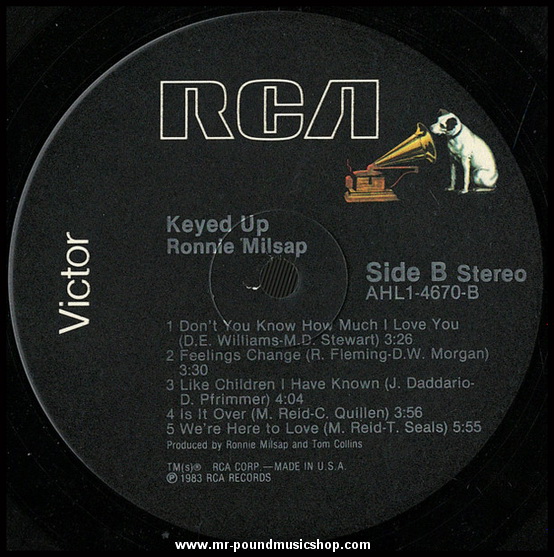 RCA
Victor
Keyed Up
Ronnie Milsap
Side B Stereo
AHL1-4670-B
1 Don't You Know How Much I Love You
(D.E. Williams-M.D. Stewart) 3:26
2 Feelings Change (R. Fleming-D.W. Morgan)
3:30
3 Like Children I Have Known (J. Daddario-
D. Pfrimmer) 4:04
4 Is It Over (M. Reid-C. Quillen) 3:56
5 We're Here to Love (M. Reid-T. Seals) 5:55
Produced by Ronnie Milsap and Tom Collins
TM(s)® RCA CORP.—MADE IN U.S.A.
℗ 1983 RCA RECORDS
www.mr-poundmusicshop.com